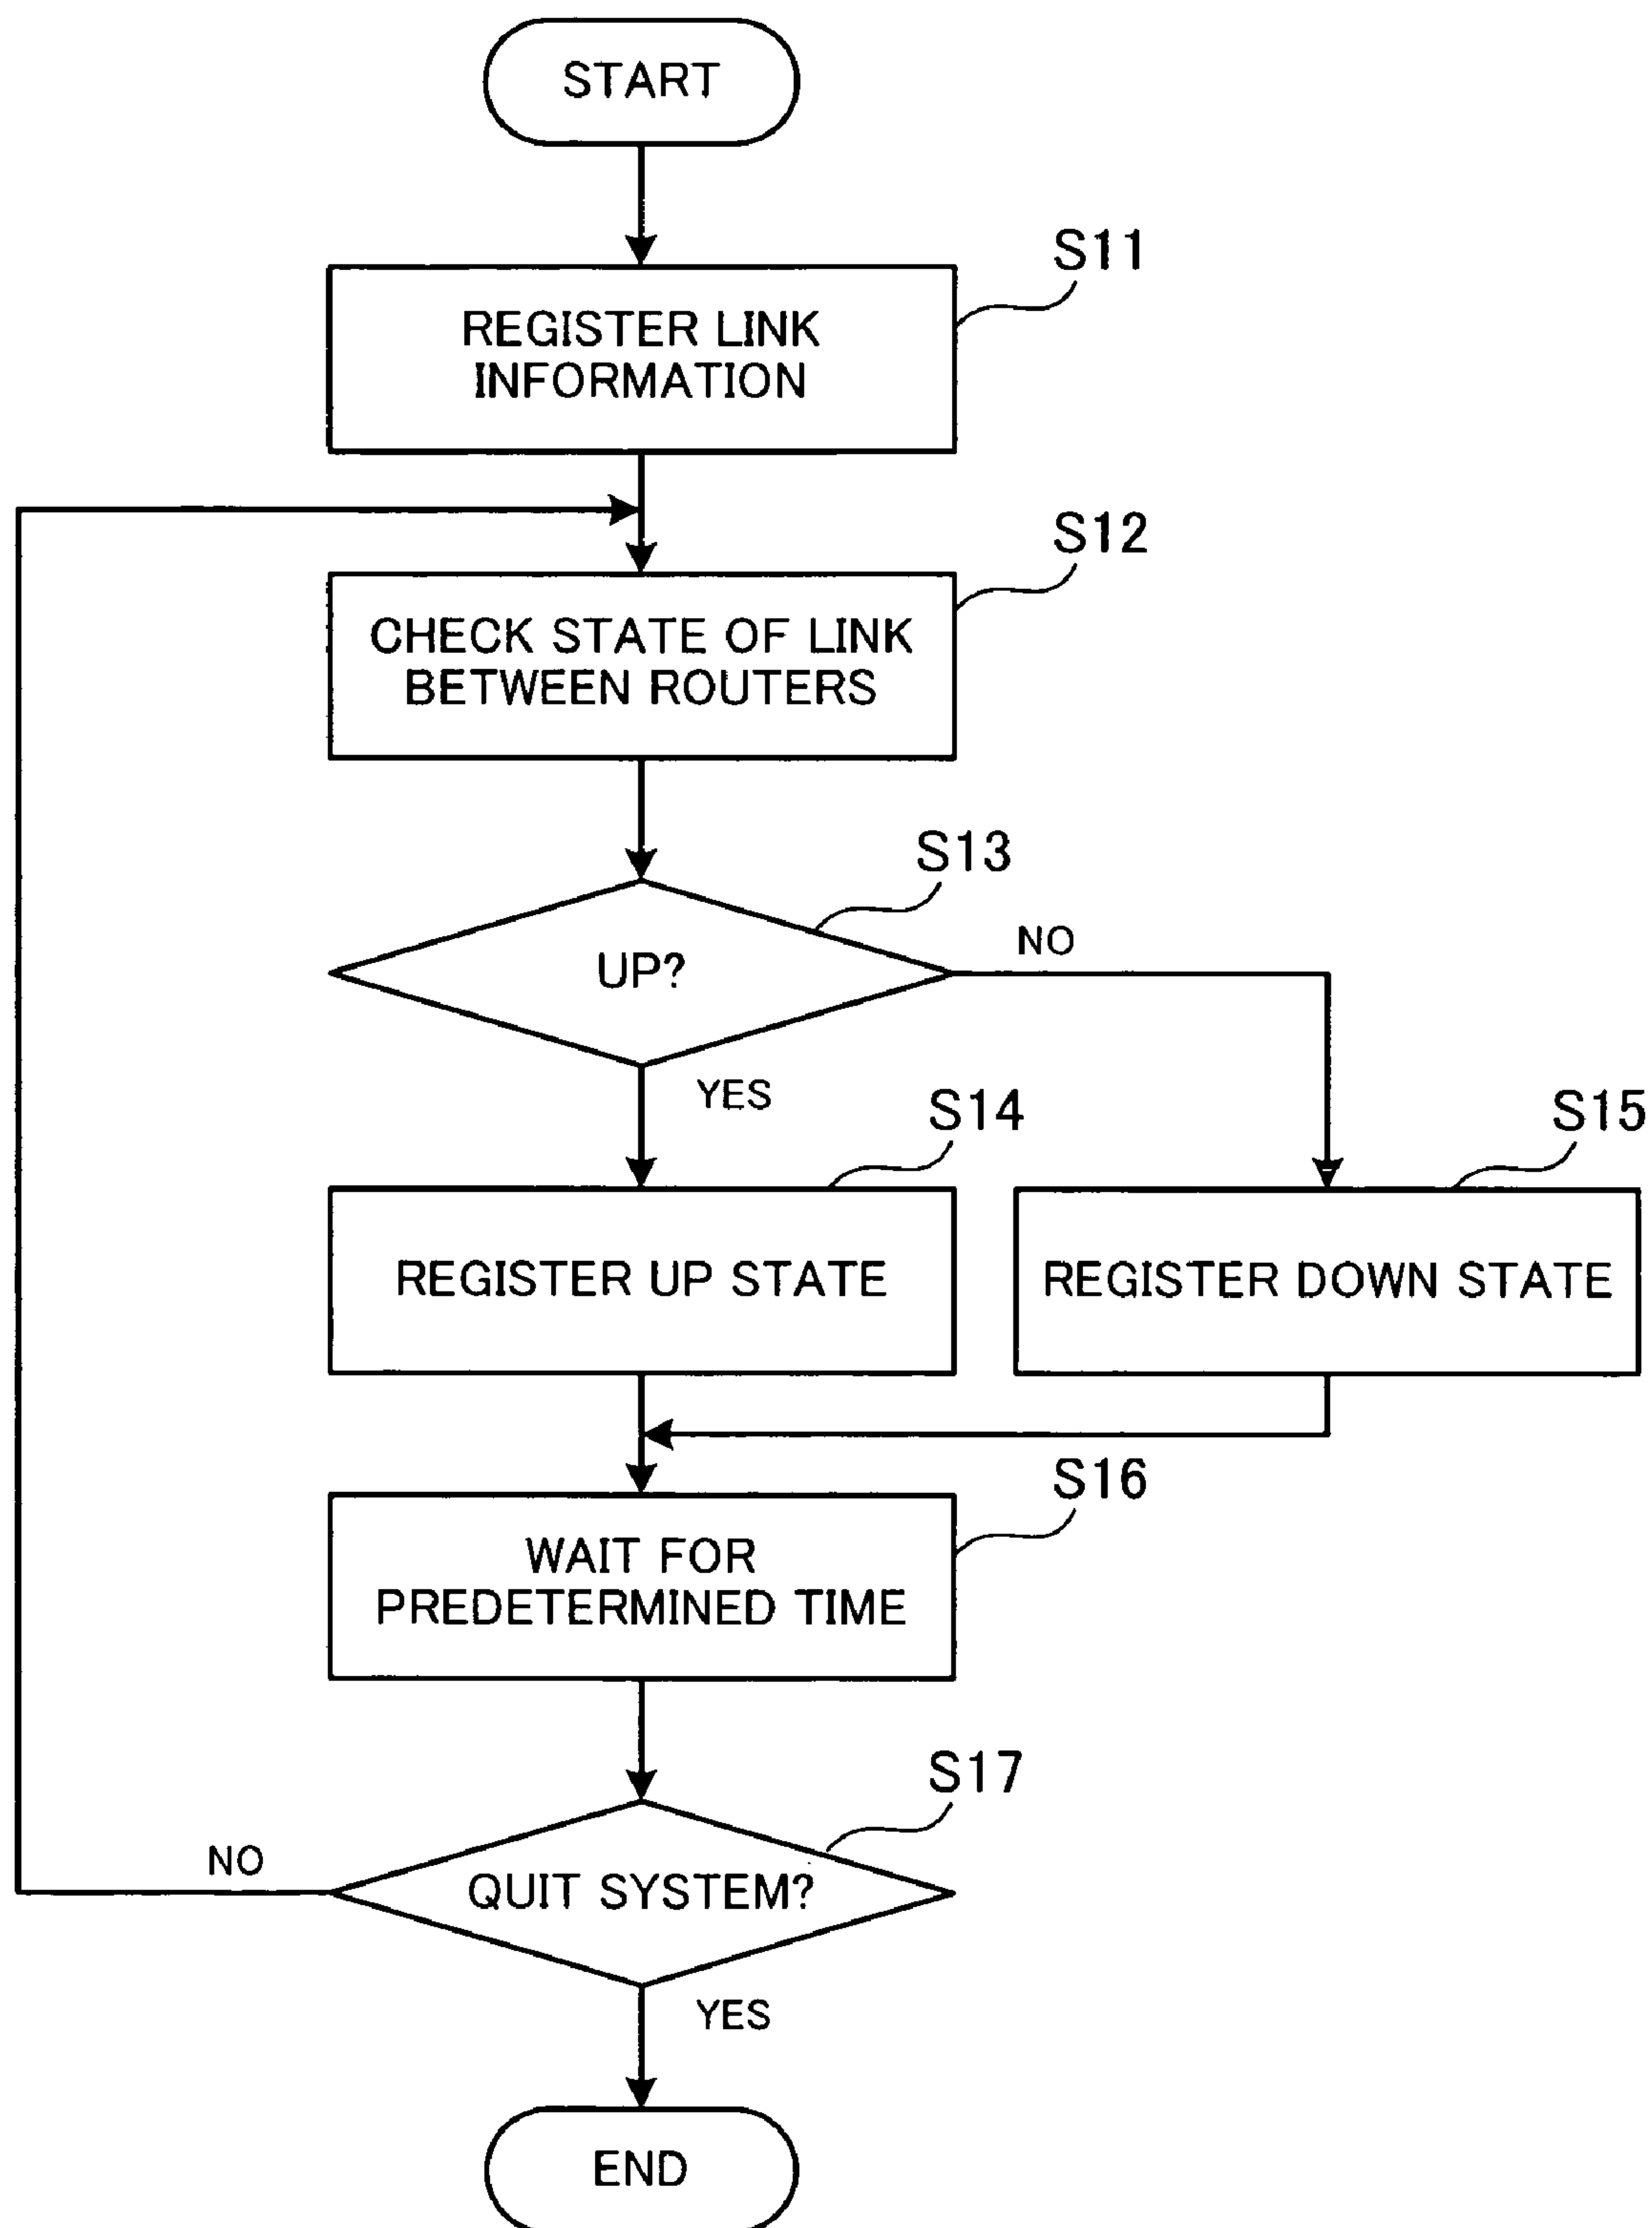 START
S11
REGISTER LINK
INFORMATION
S12
CHECK STATE OF LINK
BETWEEN ROUTERS
S13
UP?
NO
YES
S14
S15
REGISTER UP STATE
REGISTER DOWN STATE
S16
WAIT FOR
PREDETERMINED TIME
S17
NO
QUIT SYSTEM?
YES
END